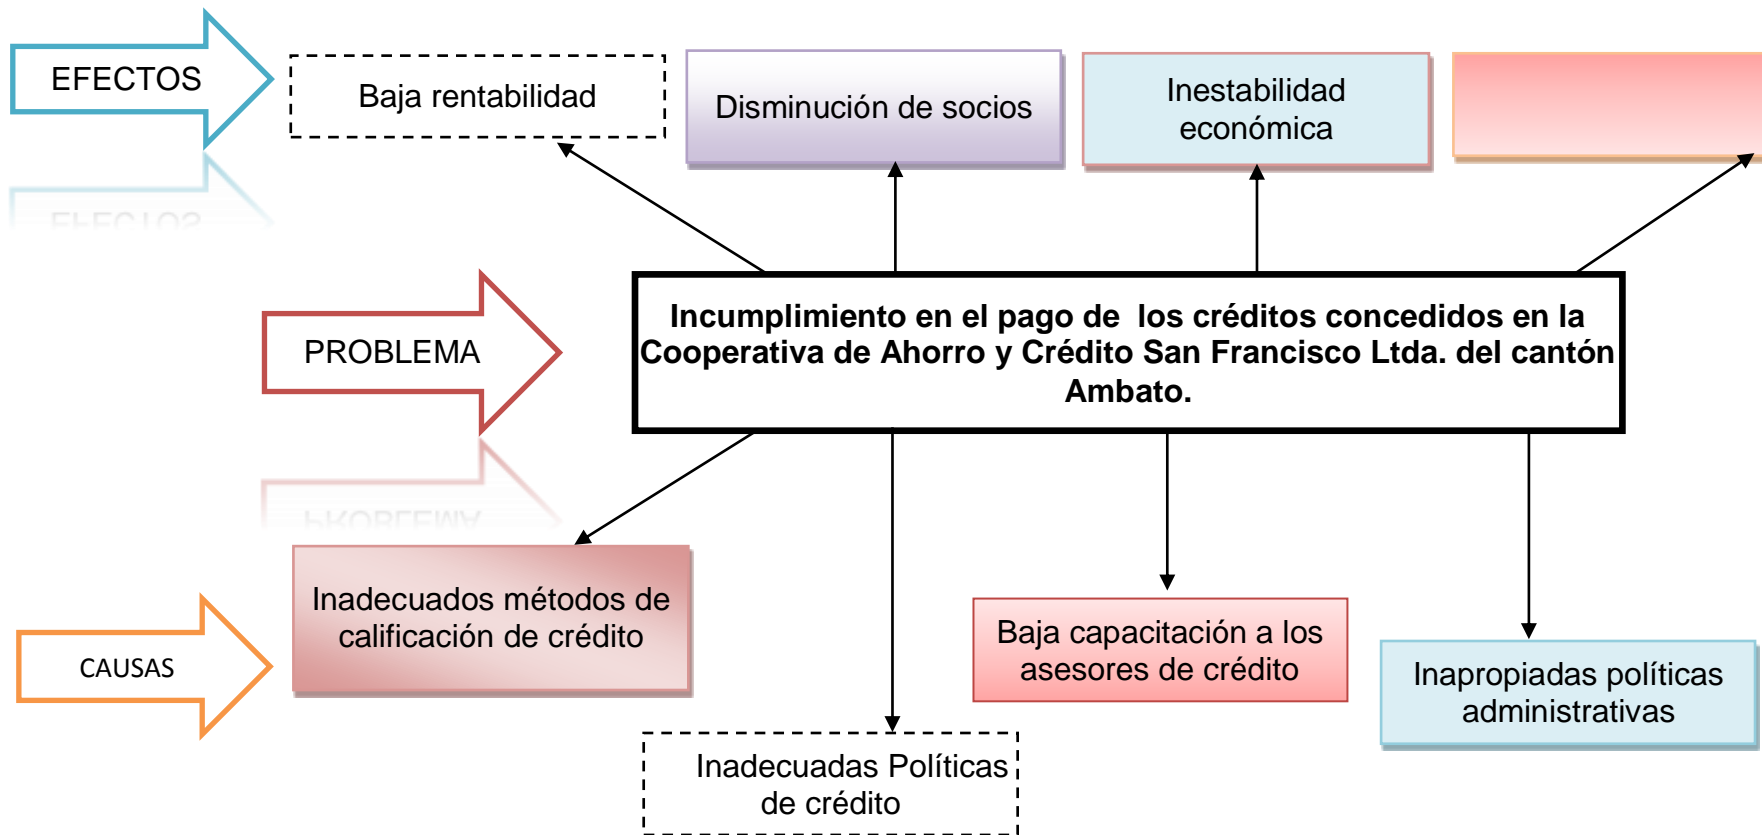 EFECTOS
Baja rentabilidad
Disminución de socios
Inestabilidad
económica
EFECTOS
PROBLEMA
Incumplimiento en el pago de  los créditos concedidos en la
Cooperativa de Ahorro y Crédito San Francisco Ltda. del cantón
Ambato.
PROBLEMA
CAUSAS
Inadecuados métodos de
calificación de crédito
Inadecuadas Políticas
de crédito
Baja capacitación a los
asesores de crédito
Inapropiadas políticas
administrativas